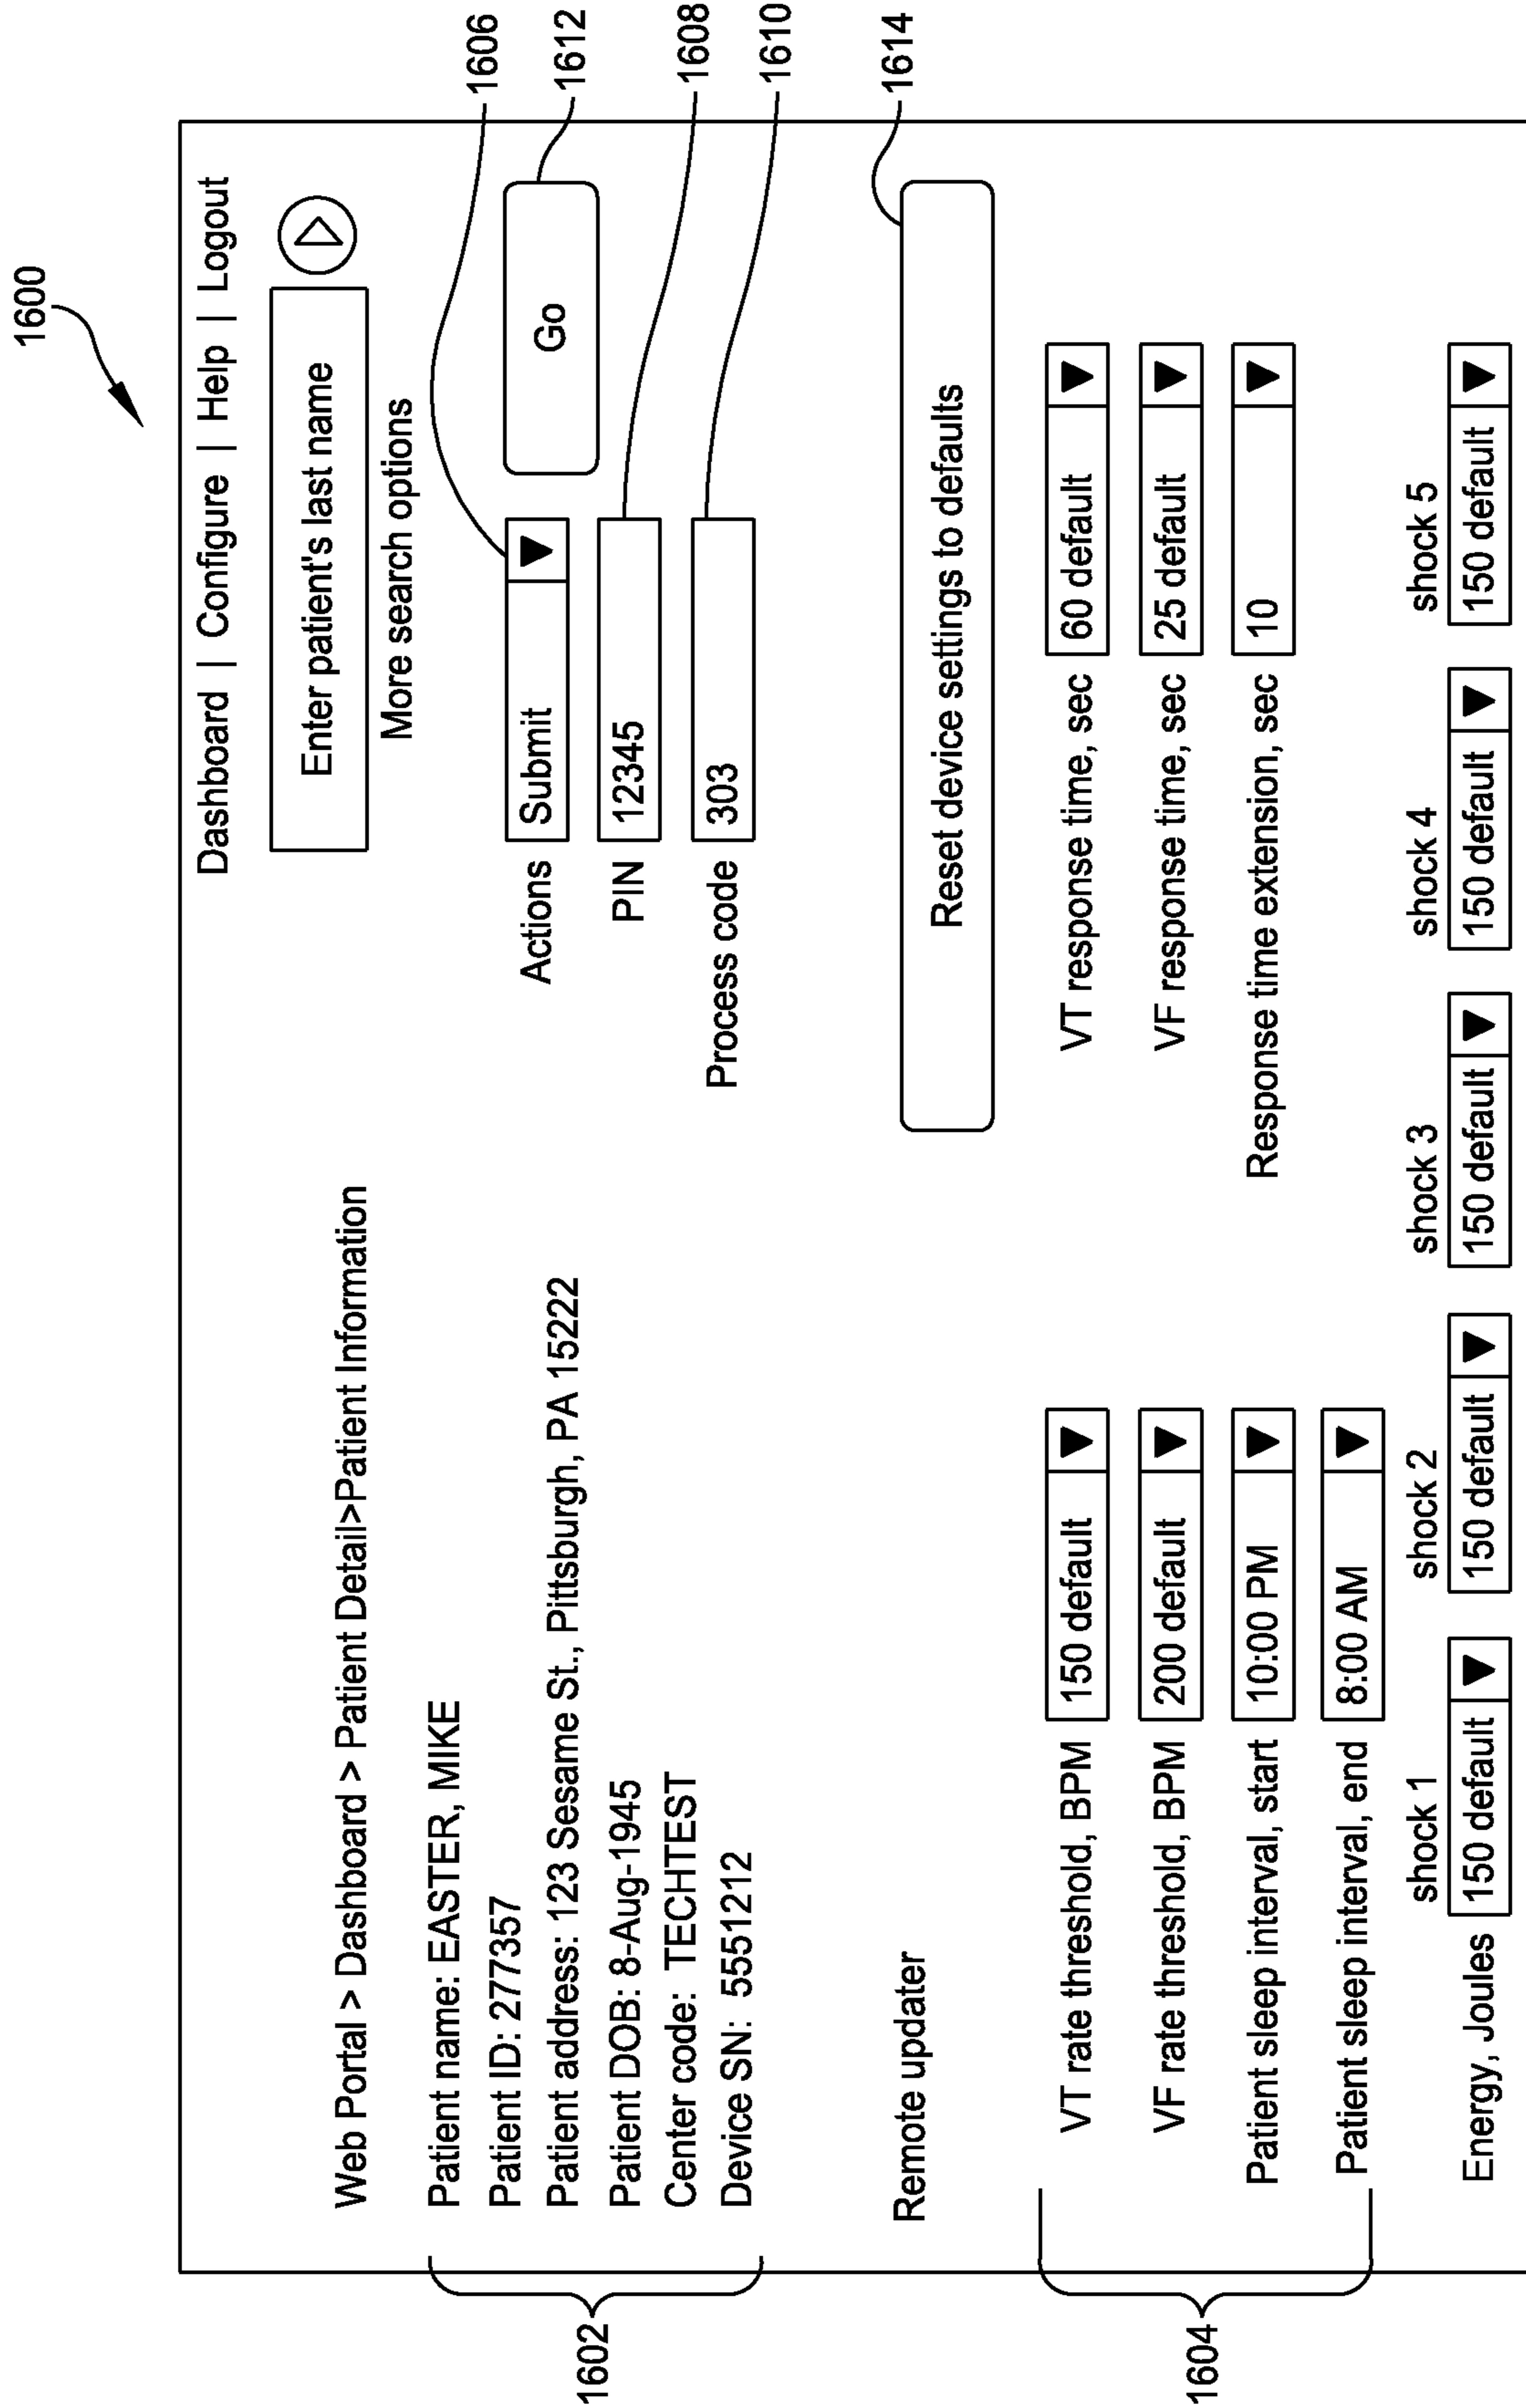 1600
Dashboard | Configure | Help | Logout
Enter patient's last name
More search options
Web Portal > Dashboard > Patient Detail>Patient Information
Patient name: EASTER, MIKE
Patient ID: 277357
Patient address: 123 Sesame St., Pittsburgh, PA 15222
Patient DOB: 8-Aug-1945
Center code: TECHTEST
Device SN: 5551212
1602
Actions Submit
Go
PIN 12345
Process code 303
1606
1612
1608
1610
Remote updater
Reset device settings to defaults
1614
VT rate threshold, BPM 150 default
VF rate threshold, BPM 200 default
Patient sleep interval, start 10:00 PM
Patient sleep interval, end 8:00 AM
1604
VT response time, sec 60 default
VF response time, sec 25 default
Response time extension, sec 10
shock 1 shock 2 shock 3 shock 4 shock 5
Energy, Joules 150 default 150 default 150 default 150 default 150 default